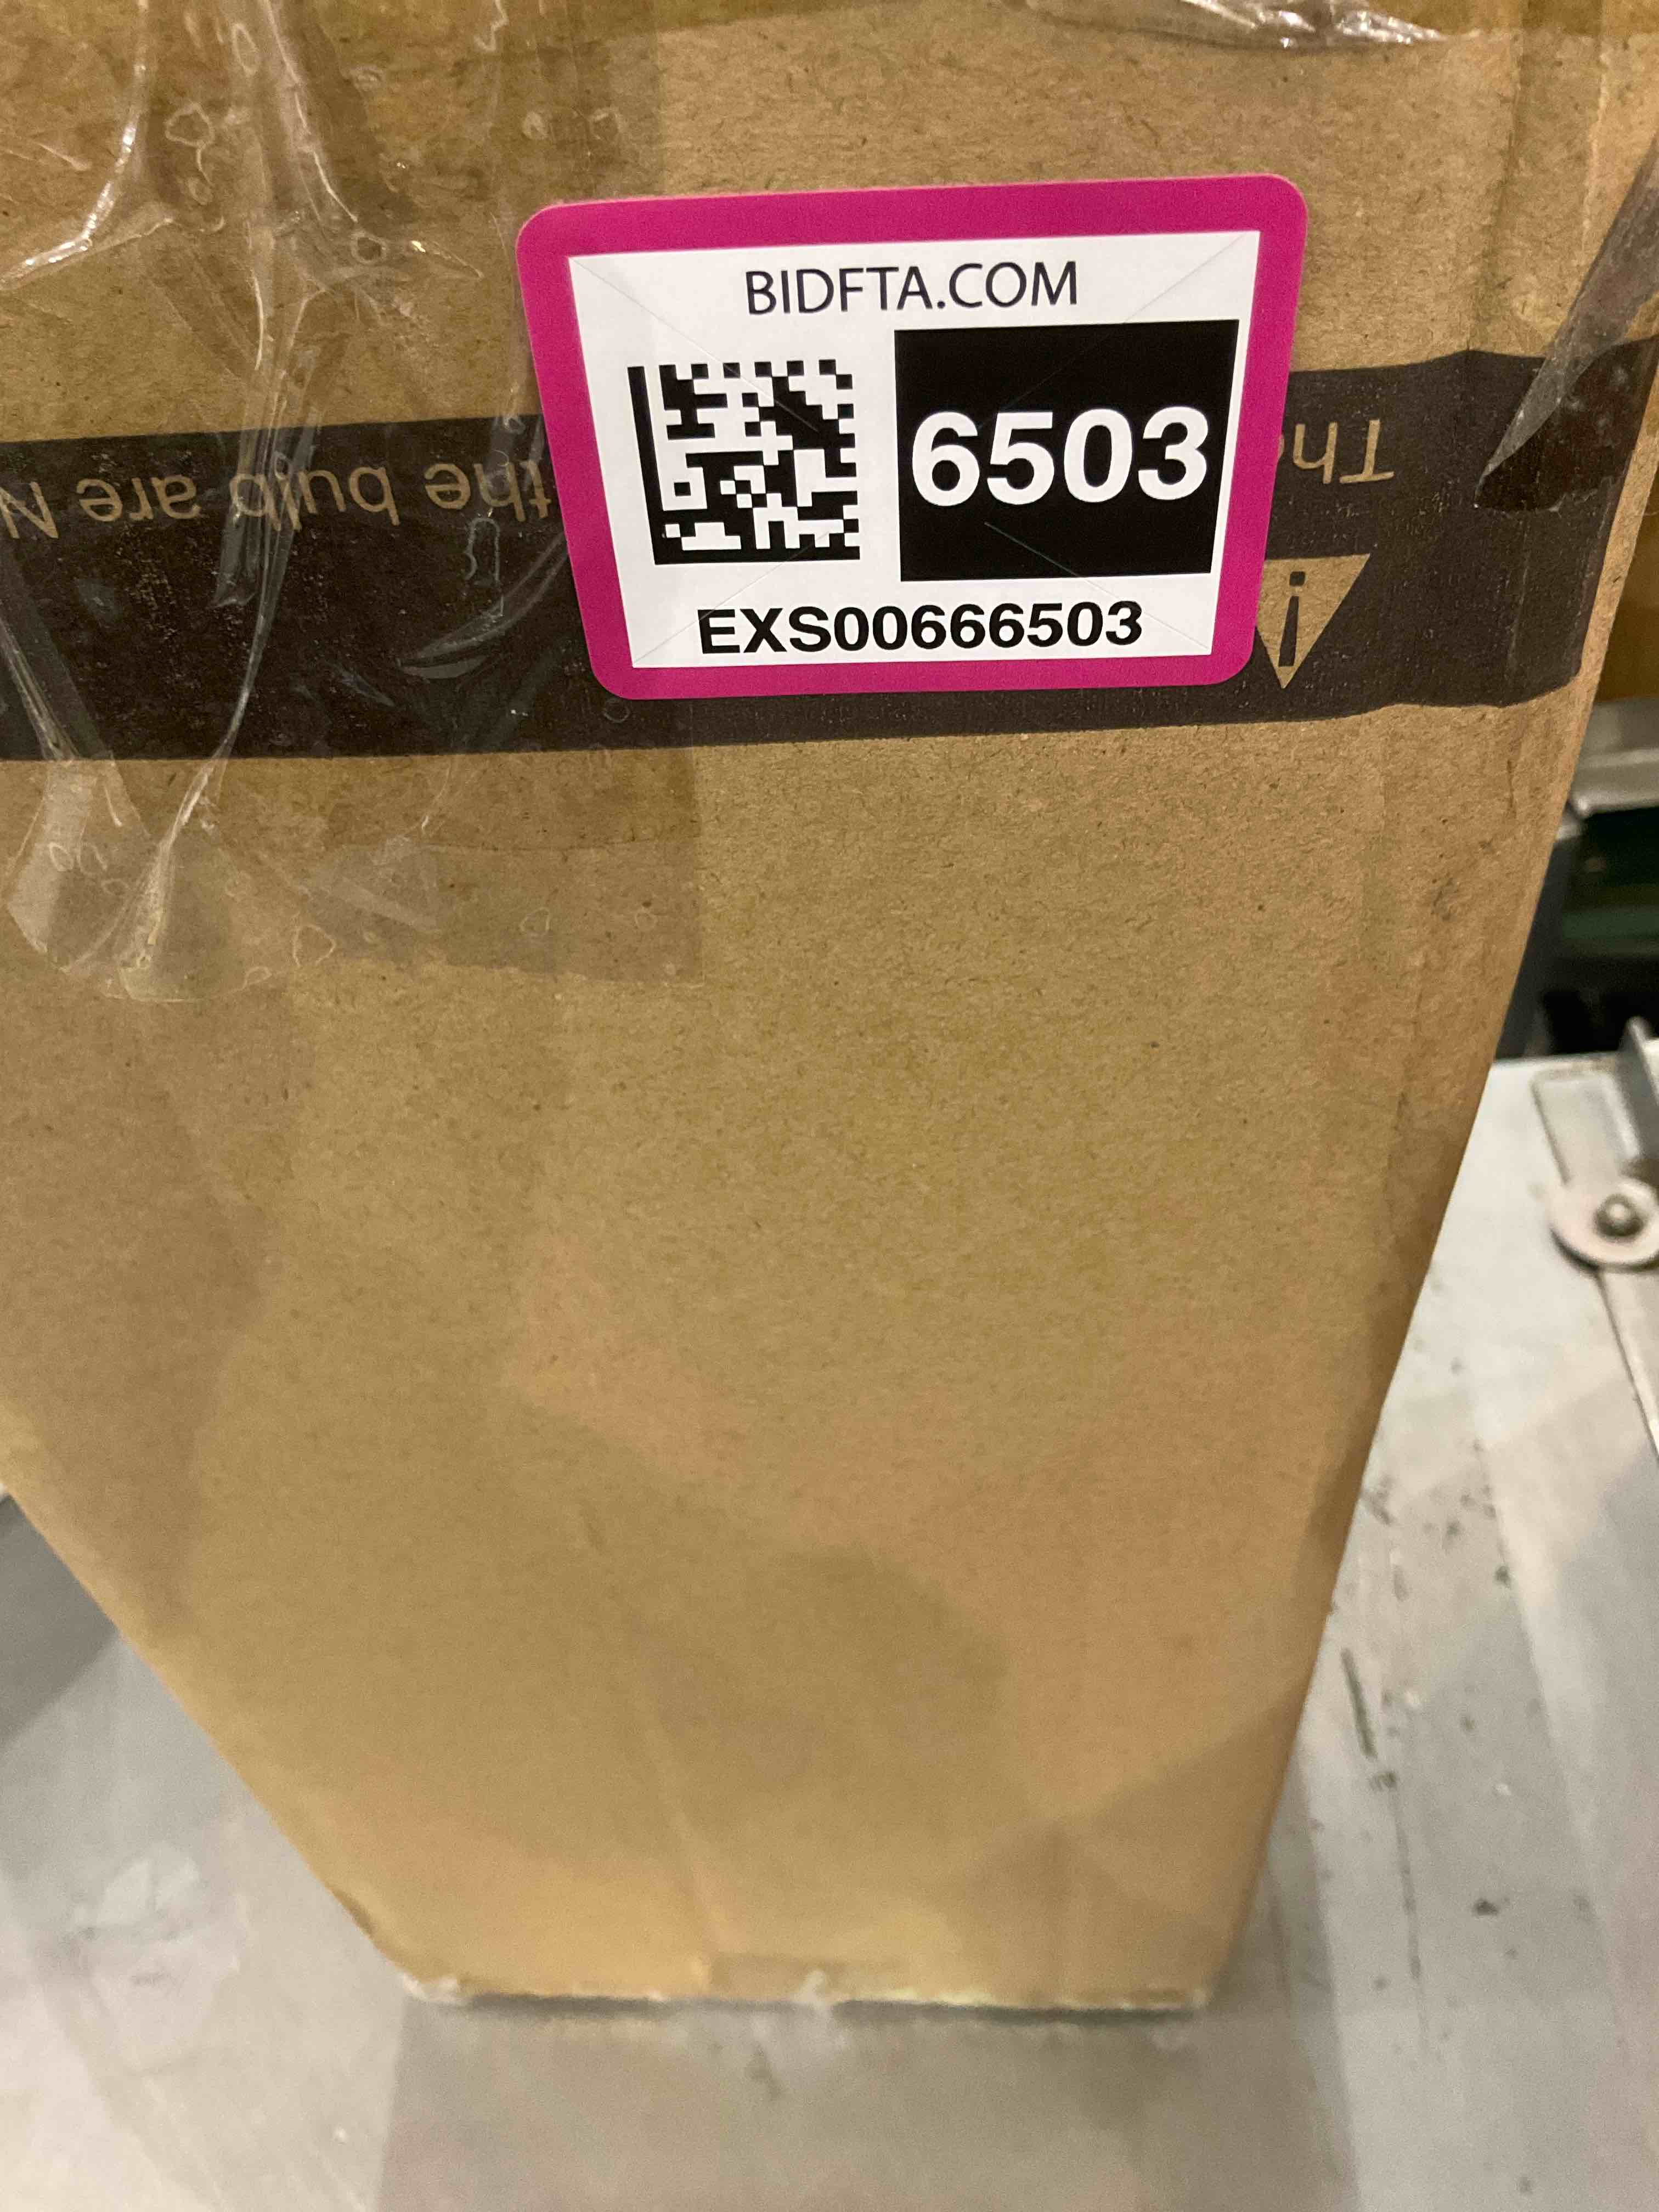 BIDFTA.COM
6503
EXS00666503
the bulb are